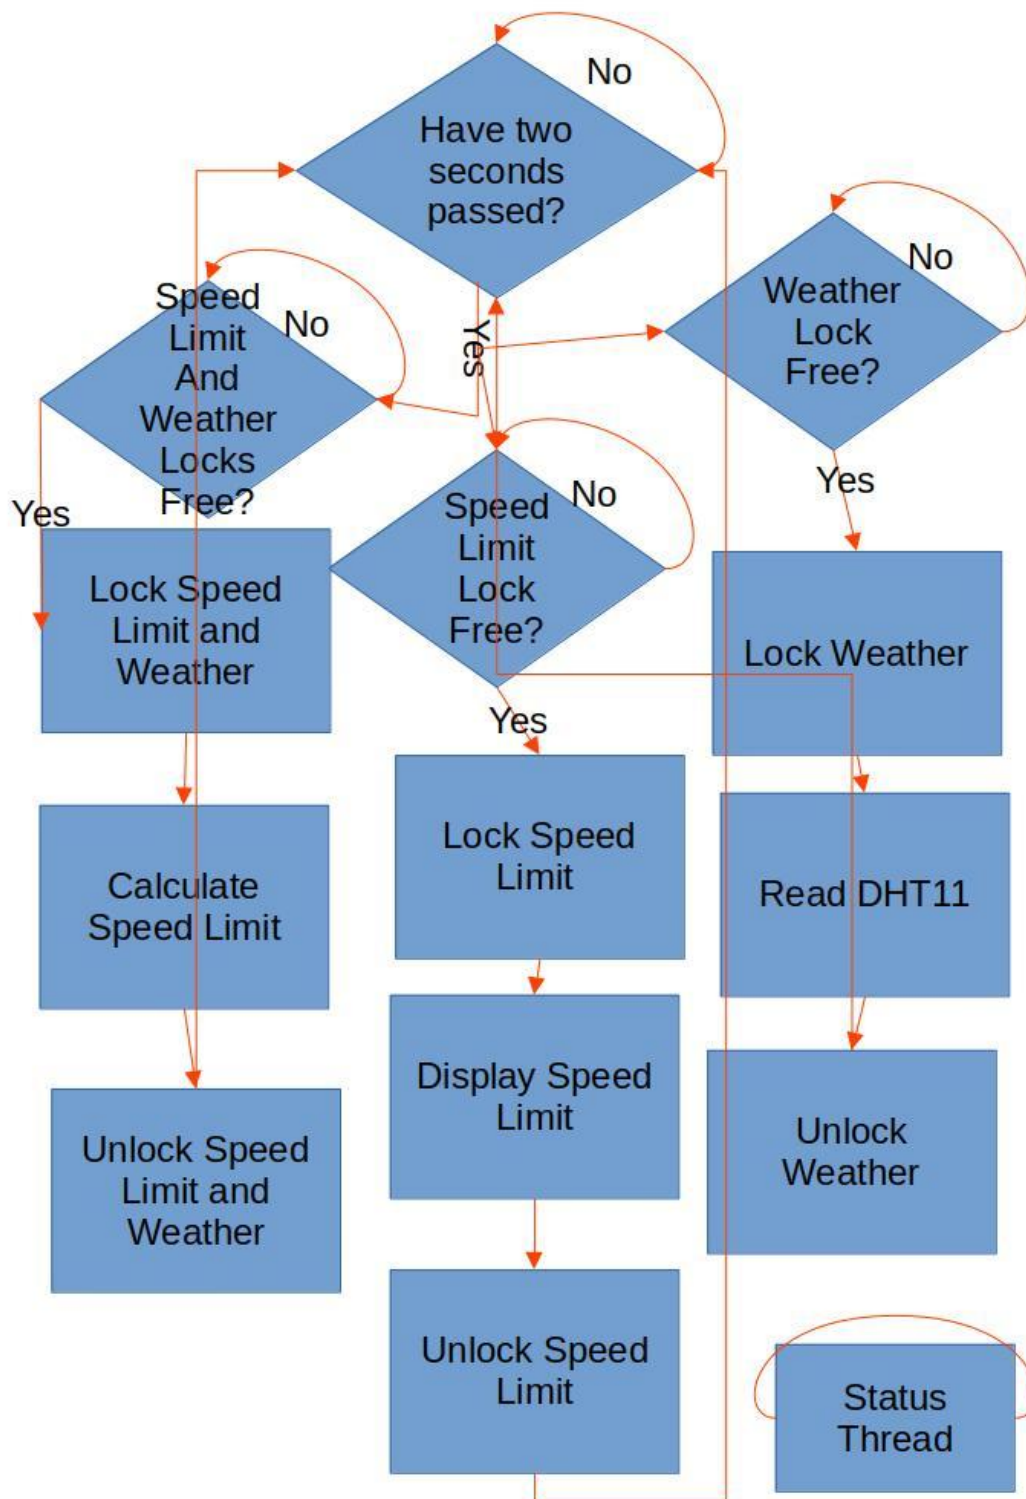 No
Have two
seconds
passed?
No
Weather
Lock
Free?
Yes
Speed
Limit
And
Weather
Locks
Free?
No
Yes
Yes
Speed
Limit
Lock
Free?
No
Yes
Lock Speed
Limit and
Weather
Lock Weather
Calculate
Speed Limit
Lock Speed
Limit
Read DHT11
Unlock Speed
Limit and
Weather
Display Speed
Limit
Unlock
Weather
Unlock Speed
Limit
Status
Thread